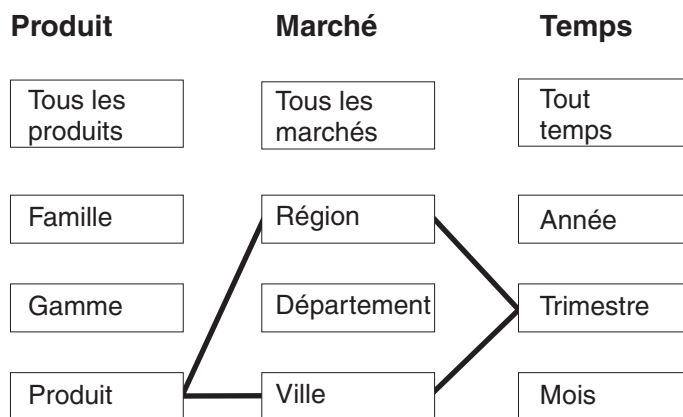 Produit Marché Temps
Tous les
produits
Tous les
marchés
Tout
temps
Famille Région Année
Gamme Département Trimestre
Produit Ville Mois